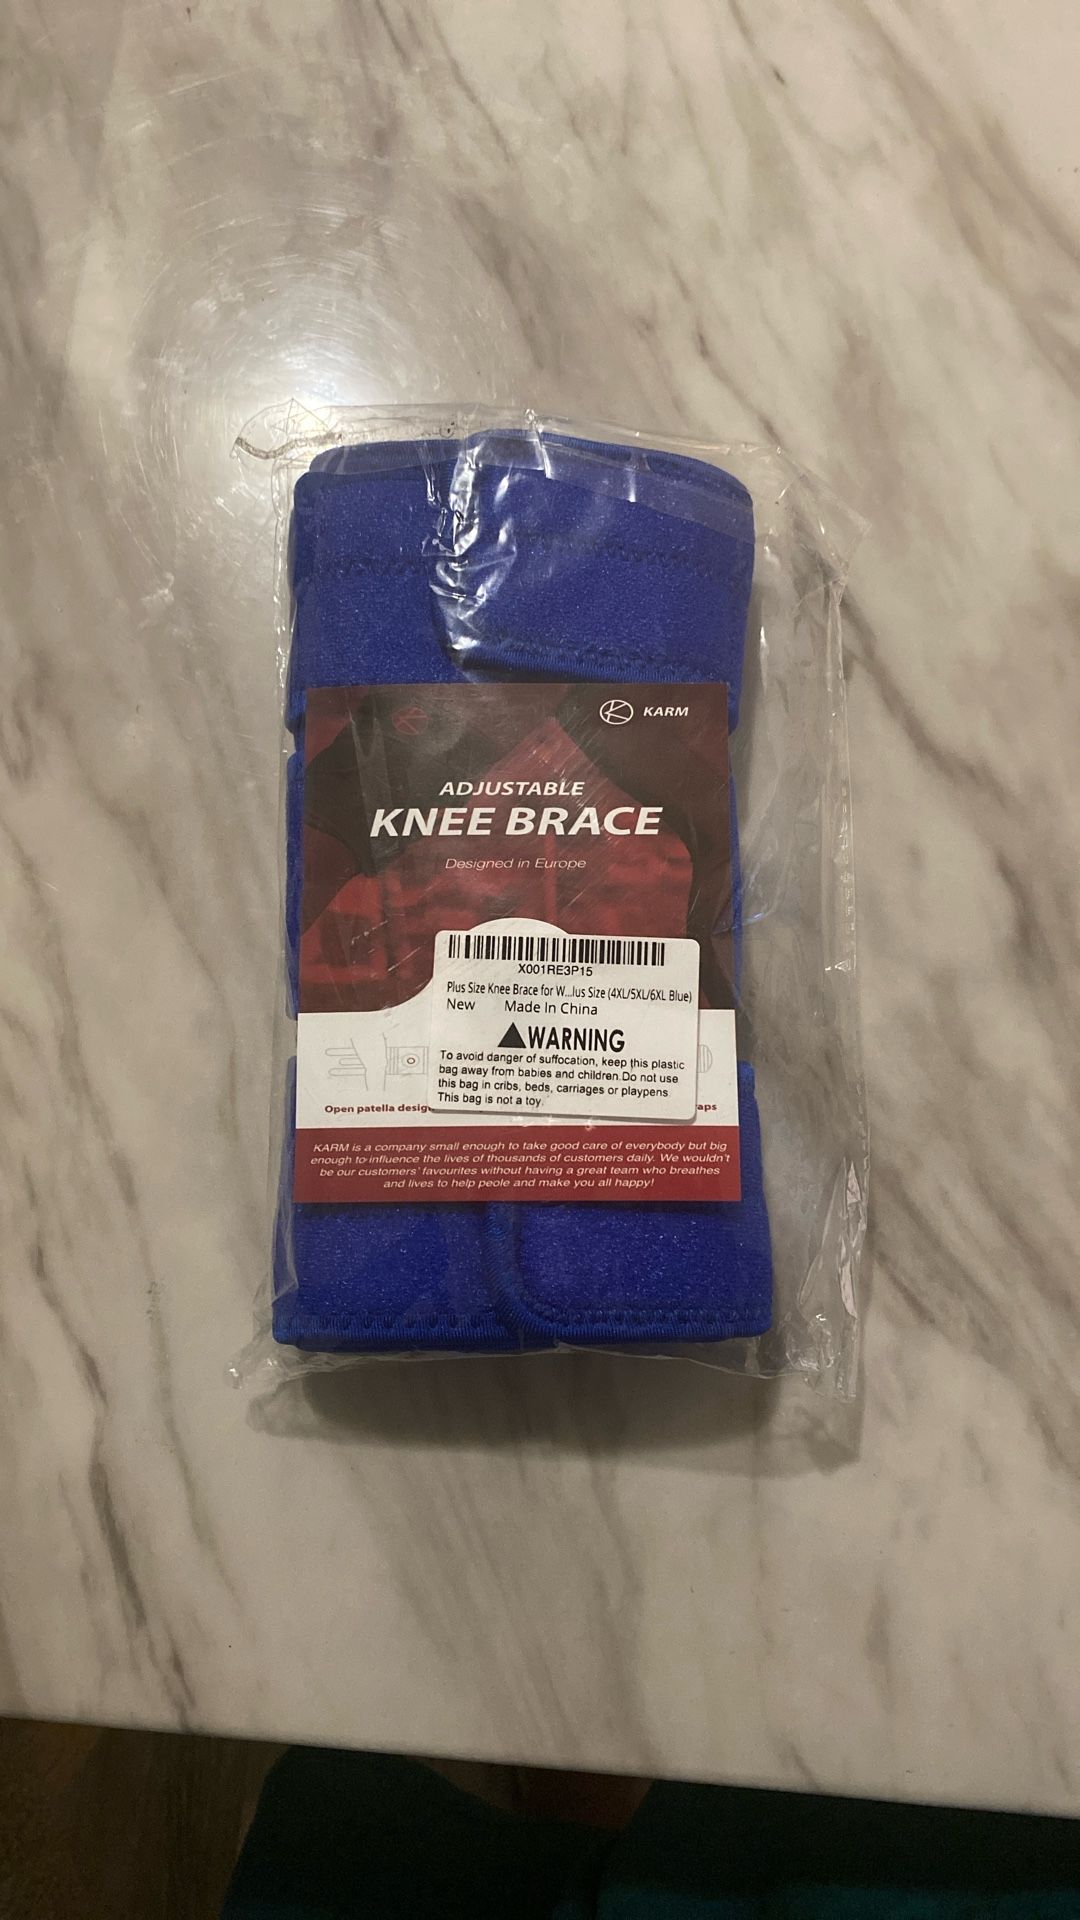 KARM
ADJUSTABLE
KNEE BRACE
Designed in Europe
X001RE3P15
Plus Size Knee Brace for W...lus Size (4XL/5XL/6XL Blue)
New Made In China
WARNING
To avoid danger of suffocation, keep this plastic
bag away from babies and children.Do not use
this bag in cribs, beds, carriages or playpens.
This bag is not a toy.
Open patella desig
aps
KARM is a company small enough to take good care of everybody but big
enough to influence the lives of thousands of customers daily. We wouldn't
be our customers' favourites without having a great team who breathes
and lives to help peole and make you all happy!